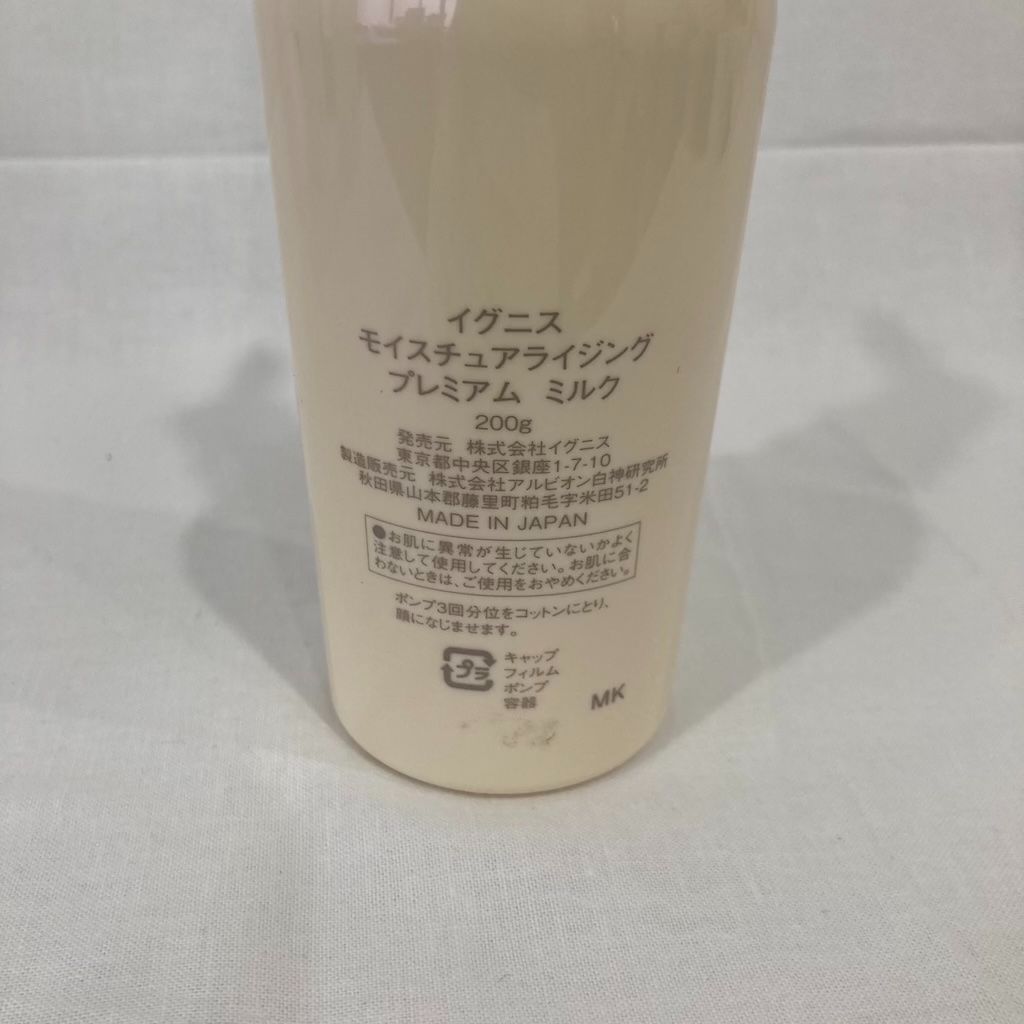 イグニス
モイスチュアライジング
プレミアム ミルク
200g
発売元 株式会社イグニス
東京都中央区銀座1-7-10
製造販売元 株式会社アルビオン白神研究所
秋田県山本郡藤里町粕毛字米田51-2
MADE IN JAPAN
●お肌に異常が生じていないかよく
注意して使用してください。お肌に合
わないときは、ご使用をおやめください。
ポンプ3回分位をコットンにとり、
顔になじませます。
プラ
キャップ
フィルム
ポンプ
容器
MK